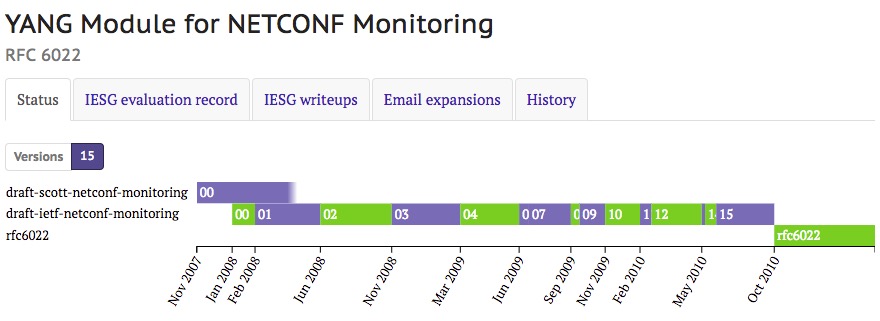 YANG Module for NETCONF Monitoring
RFC 6022
Status IESG evaluation record IESG writeups Email expansions History
Versions 15
draft-scott-netconf-monitoring 00
draft-ietf-netconf-monitoring 00 01 02 03 04 0 07 09 10 12 15
rfc6022 rfc6022
Nov 2007 Jan 2008 Feb 2008 Jun 2008 Nov 2008 Mar 2009 Jun 2009 Sep 2009 Nov 2009 Feb 2010 May 2010 Oct 2010